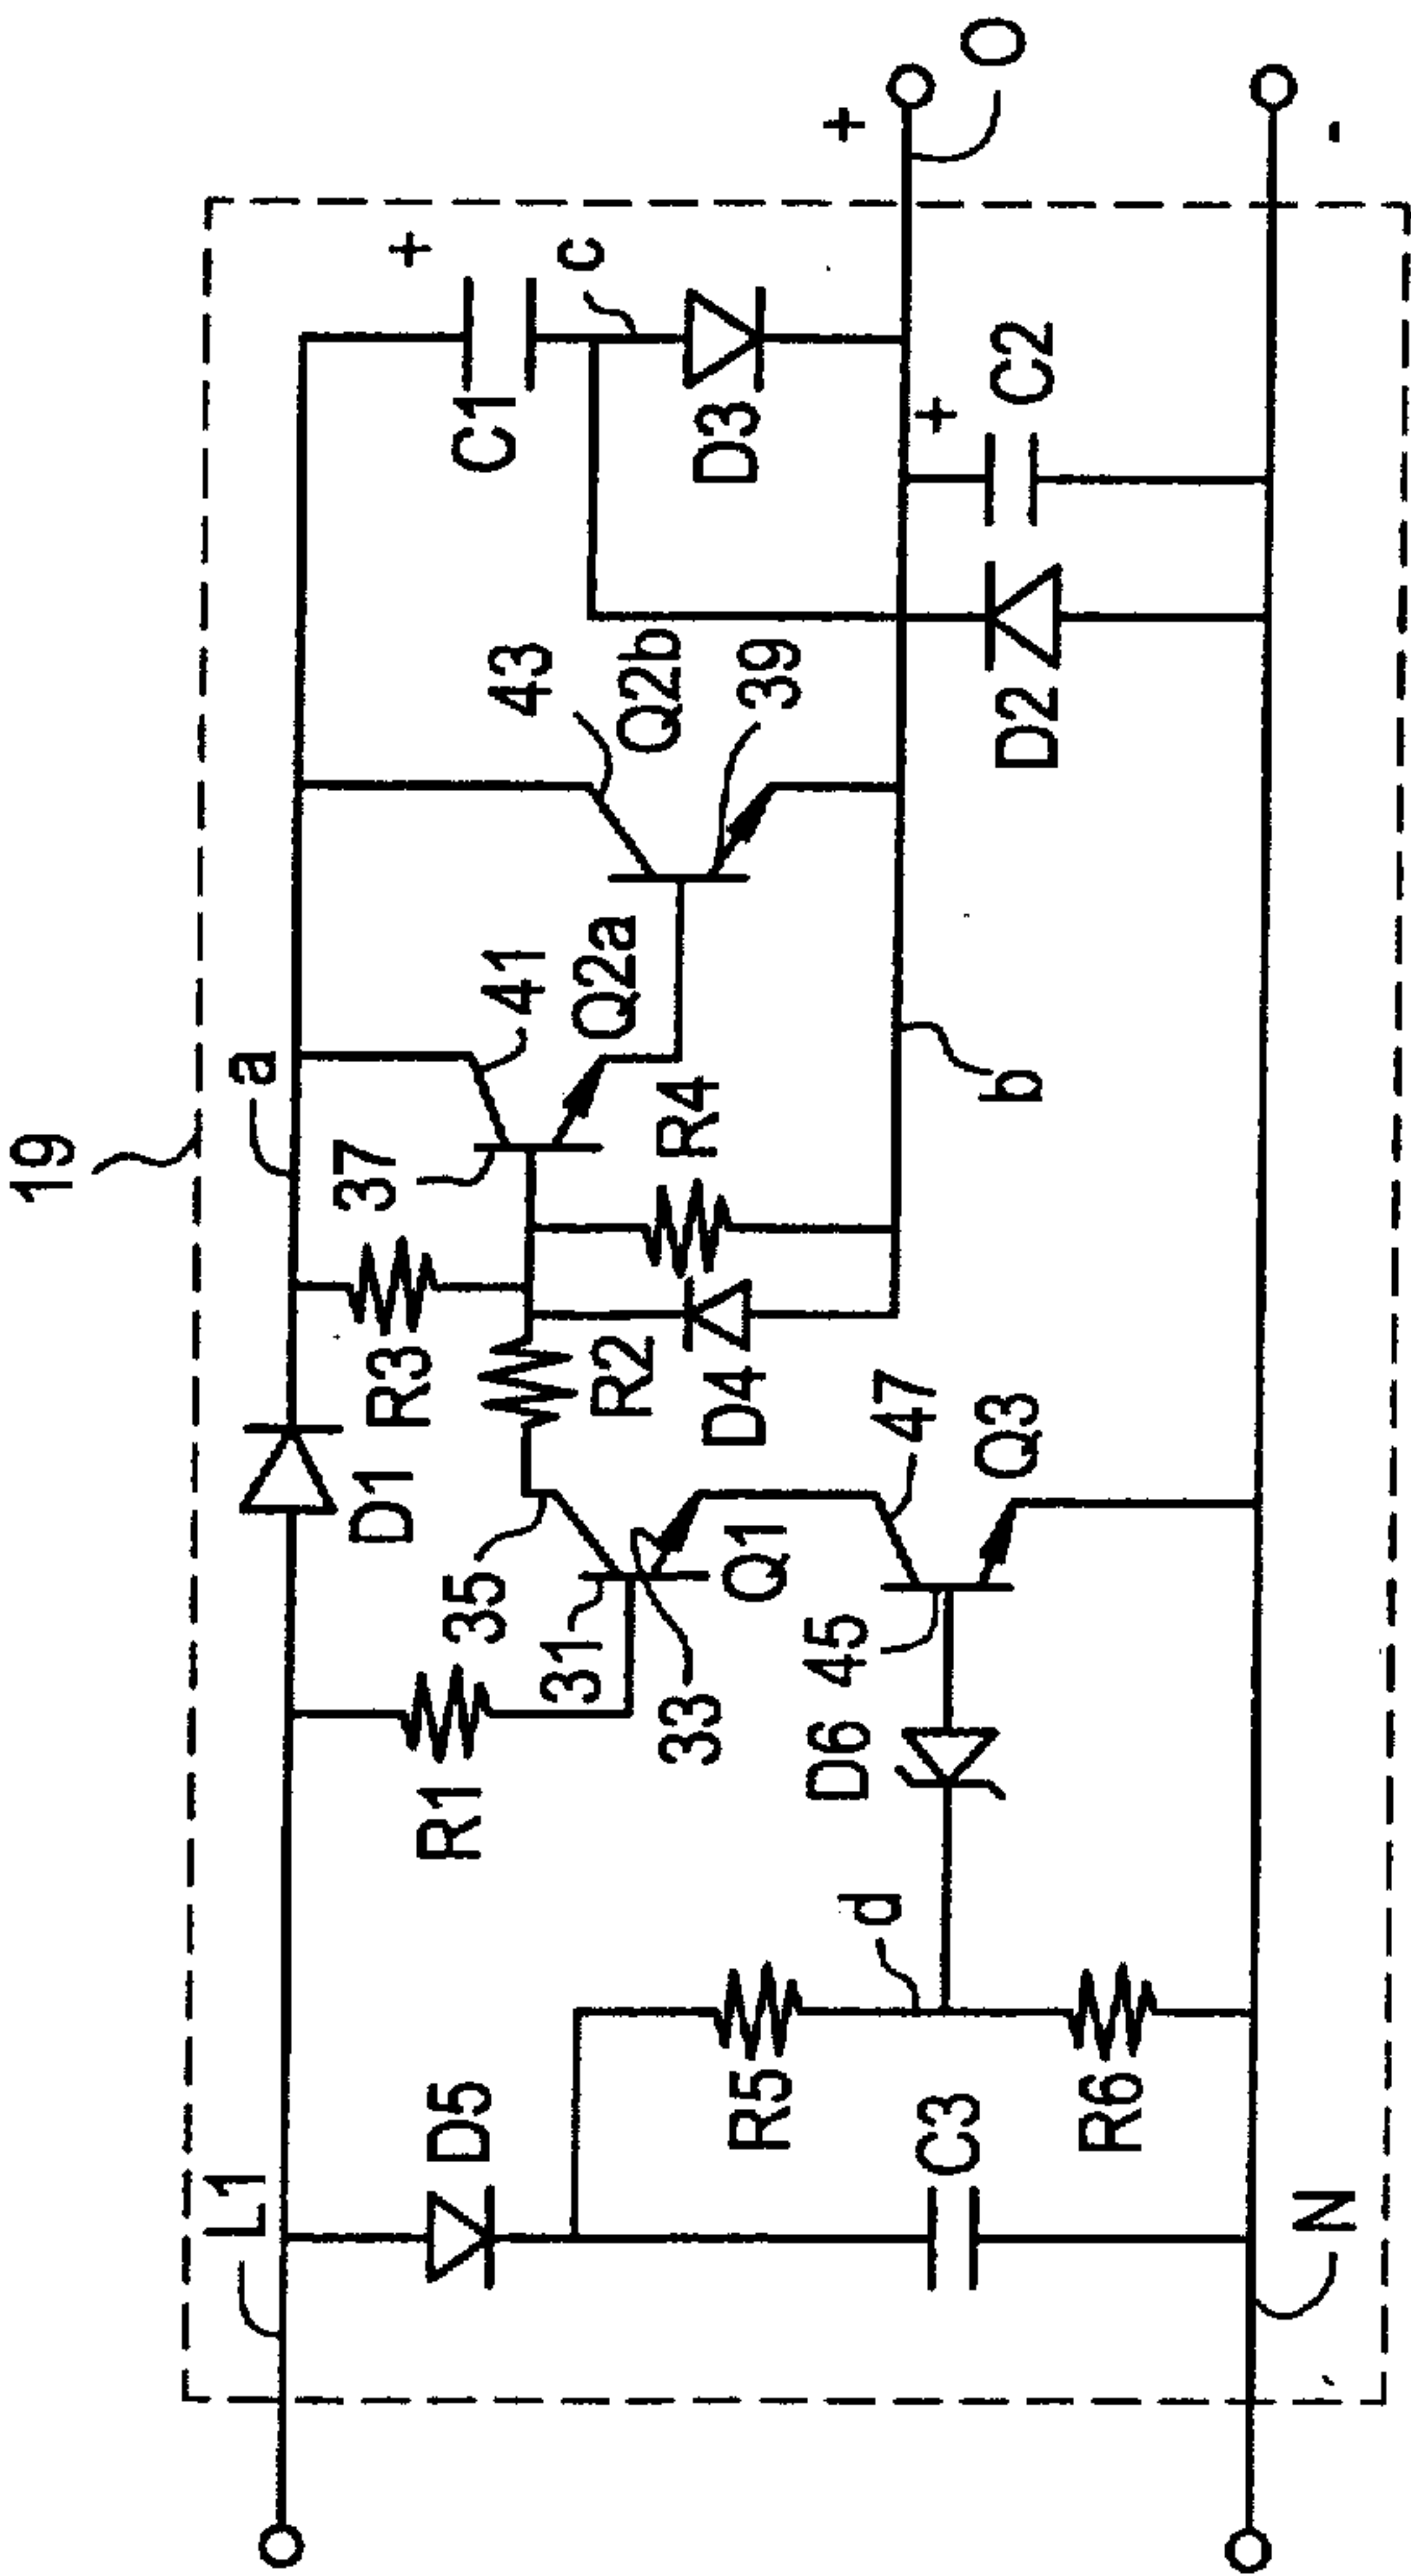 19
L1
a
D1
R3
37
41
43
Q2b
C1
+
c
D3
+
O
D5
R1
35
31
33
Q1
R2
D4
R4
Q2a
39
+
C2
D2
b
R5
d
D6
45
47
Q3
C3
R6
N
-